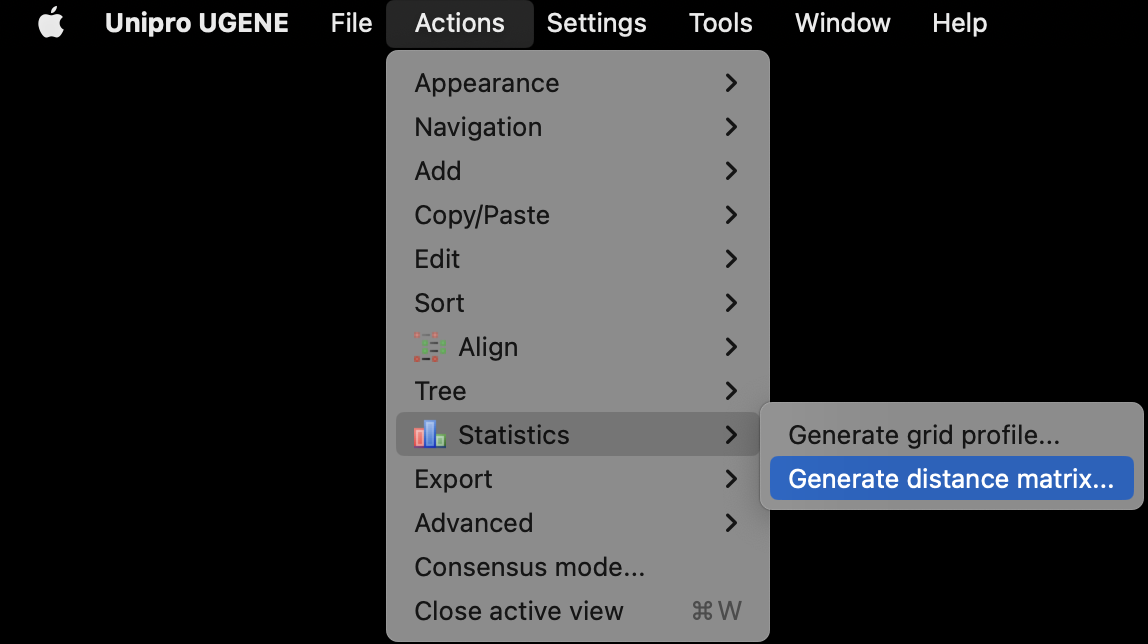 Unipro UGENE File Actions Settings Tools Window Help
Appearance
Navigation
Add
Copy/Paste
Edit
Sort
Align
Tree
Statistics
Generate grid profile...
Generate distance matrix...
Export
Advanced
Consensus mode...
Close active view ⌘W